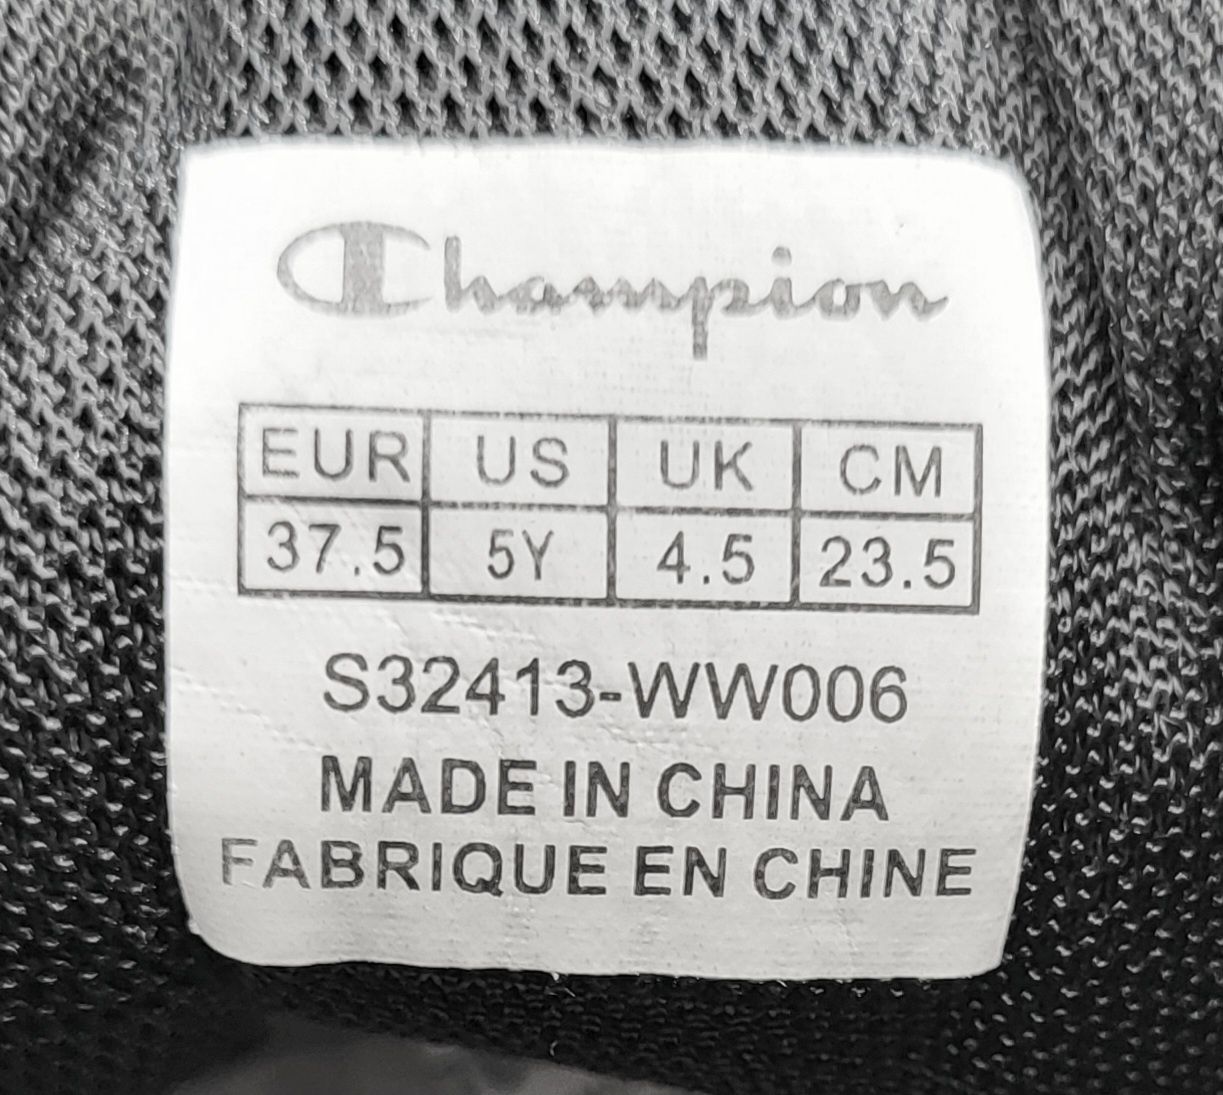 Champion
EUR US UK CM
37.5 5Y 4.5 23.5
S32413-WW006
MADE IN CHINA
FABRIQUE EN CHINE